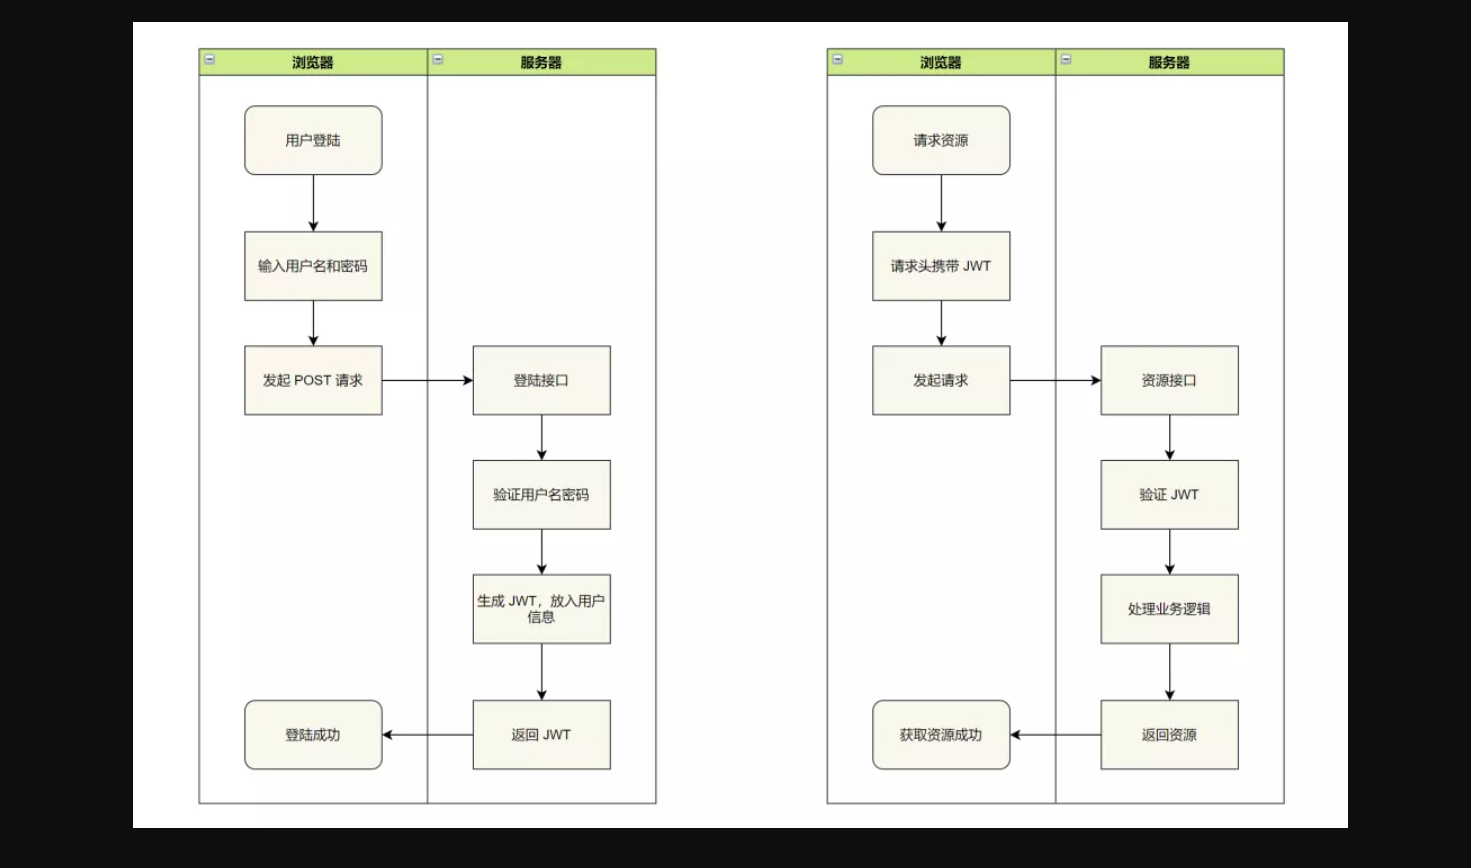 浏览器
服务器
用户登陆
输入用户名和密码
发起 POST 请求
登陆接口
验证用户名密码
生成 JWT，放入用户
信息
返回 JWT
登陆成功
浏览器
服务器
请求资源
请求头携带 JWT
发起请求
资源接口
验证 JWT
处理业务逻辑
返回资源
获取资源成功